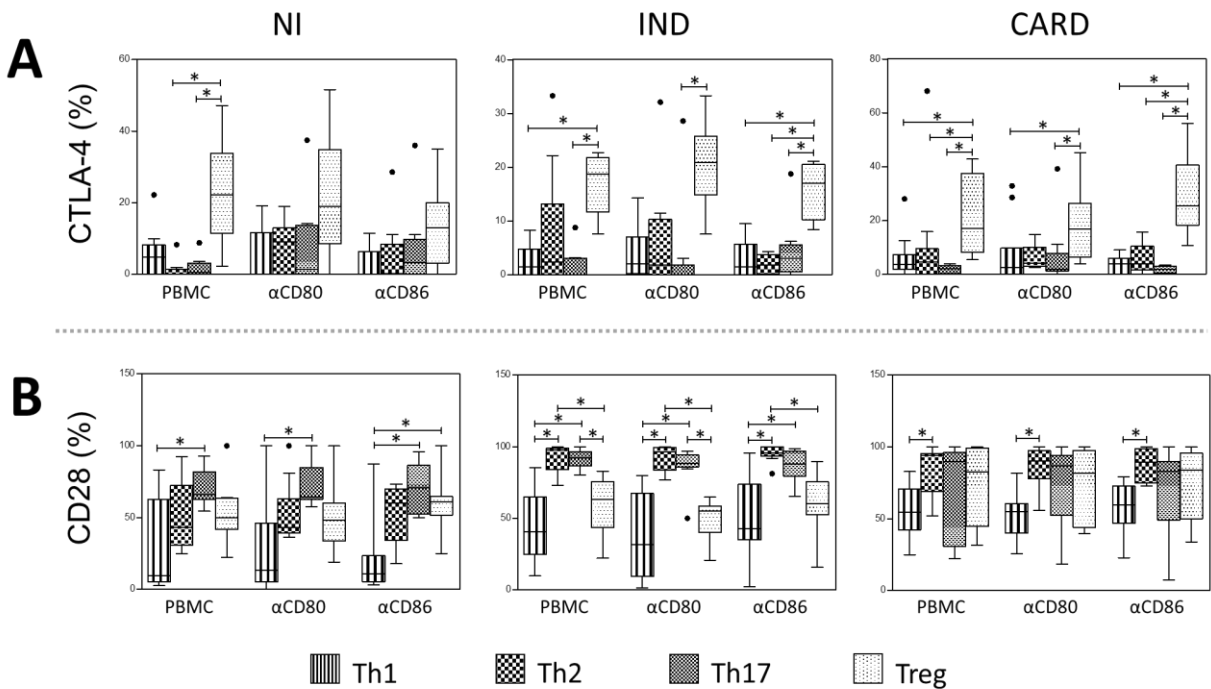 NI IND CARD
A
CTLA-4 (%)
60
40
20
0
* *
PBMC αCD80 αCD86
40
30
20
10
0
* * * * * *
PBMC αCD80 αCD86
80
60
40
20
0
* * * * * * * *
PBMC αCD80 αCD86
B
CD28 (%)
150
100
50
0
* * * *
PBMC αCD80 αCD86
150
100
50
0
* * * * * * * * * * *
PBMC αCD80 αCD86
150
100
50
0
* * *
PBMC αCD80 αCD86
Th1 Th2 Th17 Treg